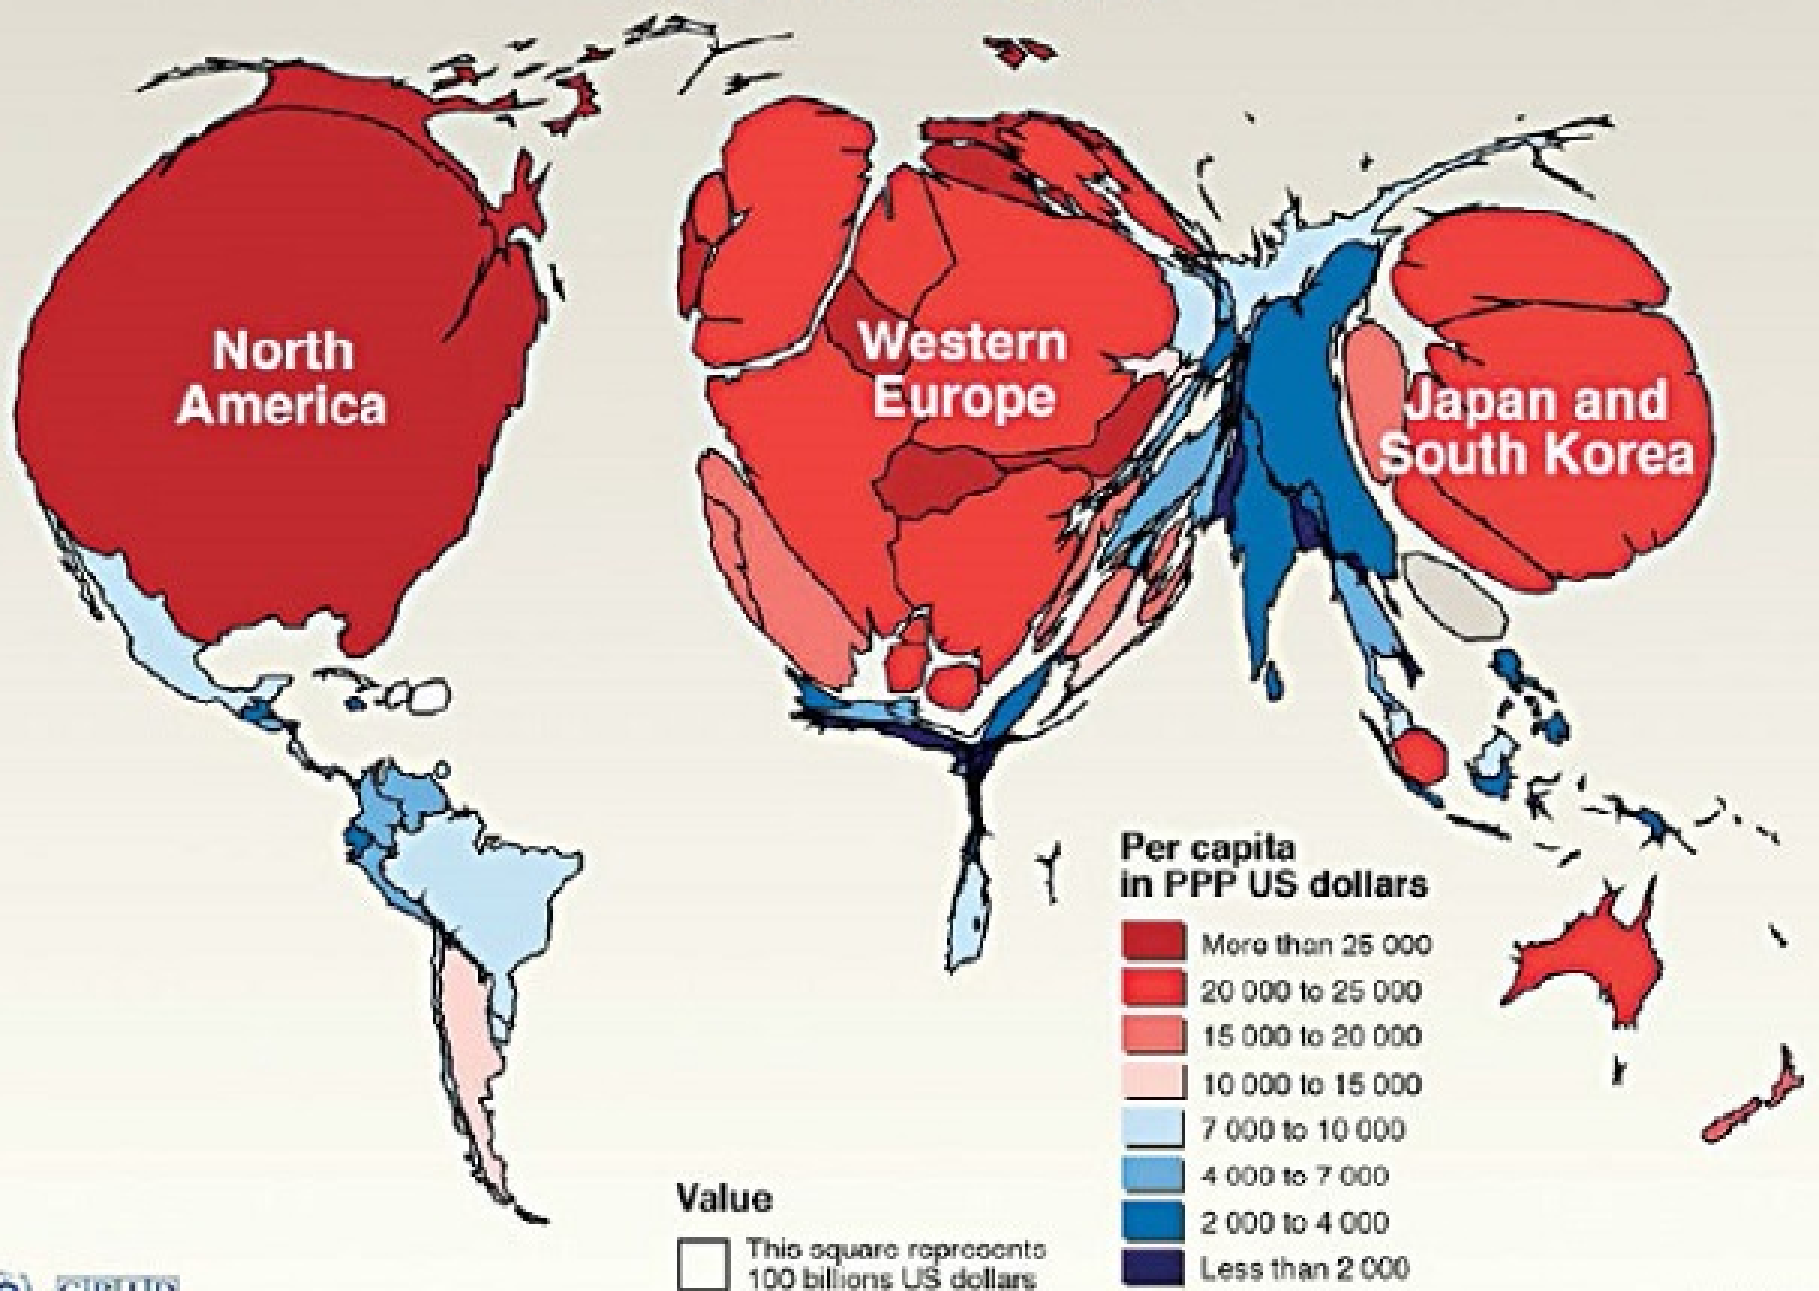 North
America
Western
Europe
Japan and
South Korea
Per capita
in PPP US dollars
More than 25 000
20 000 to 25 000
15 000 to 20 000
10 000 to 15 000
7 000 to 10 000
4 000 to 7 000
2 000 to 4 000
Less than 2 000
Value
This square represents
100 billions US dollars